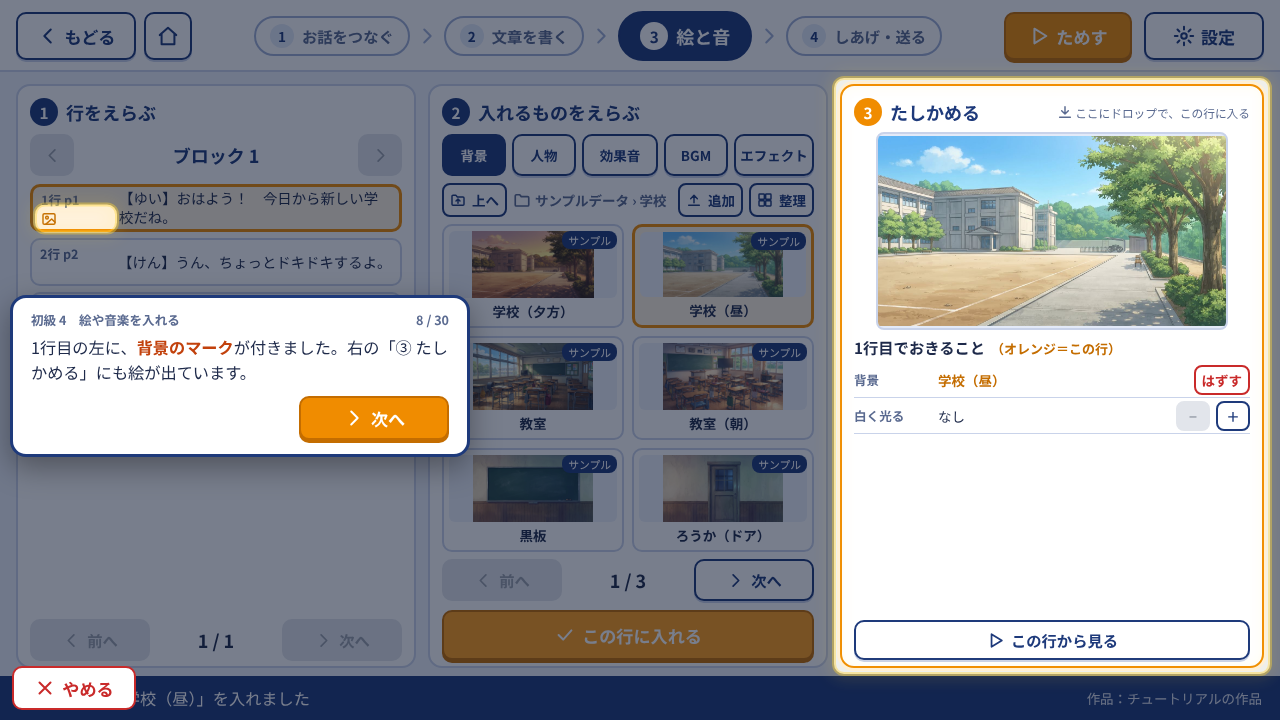 もどる
1 お話をつなぐ
2 文章を書く
3 絵と音
4 しあげ・送る
ためす
設定
1 行をえらぶ
ブロック 1
1行 p1
【ゆい】おはよう！　今日から新しい学
校だね。
2行 p2
【けん】うん、ちょっとドキドキするよ。
初級 4　絵や音楽を入れる
8 / 30
1行目の左に、背景のマークが付きました。右の「③ たし
かめる」にも絵が出ています。
次へ
前へ
1 / 1
次へ
2 入れるものをえらぶ
背景
人物
効果音
BGM
エフェクト
上へ
サンプルデータ › 学校
追加
整理
サンプル
学校（夕方）
サンプル
学校（昼）
サンプル
教室
サンプル
教室（朝）
サンプル
黒板
サンプル
ろうか（ドア）
前へ
1 / 3
次へ
この行に入れる
3 たしかめる
ここにドロップで、この行に入る
1行目でおきること （オレンジ＝この行）
背景 学校（昼） はずす
白く光る なし − +
この行から見る
やめる
学校（昼）」を入れました
作品：チュートリアルの作品